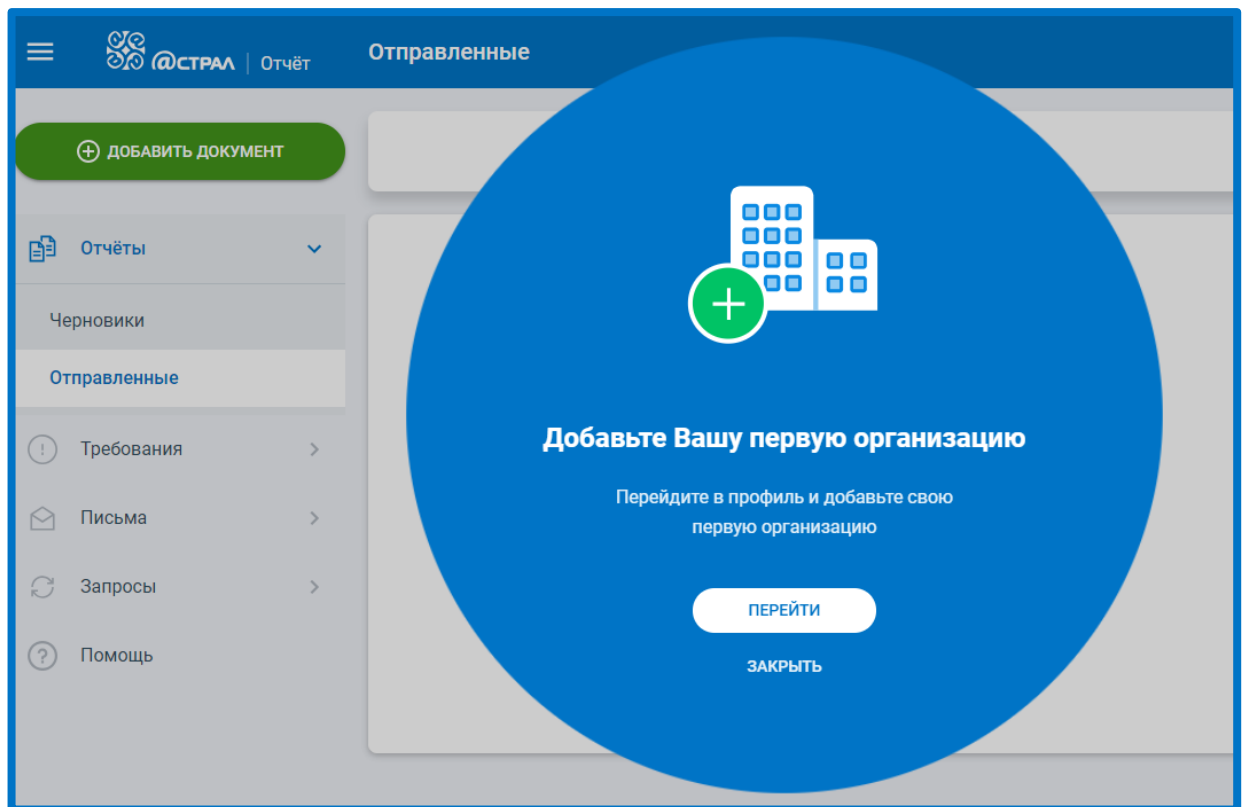 @СТРАЛ | Отчёт
Отправленные
ДОБАВИТЬ ДОКУМЕНТ
Отчёты
Черновики
Отправленные
Требования
Письма
Запросы
Помощь
Добавьте Вашу первую организацию
Перейдите в профиль и добавьте свою
первую организацию
ПЕРЕЙТИ
ЗАКРЫТЬ